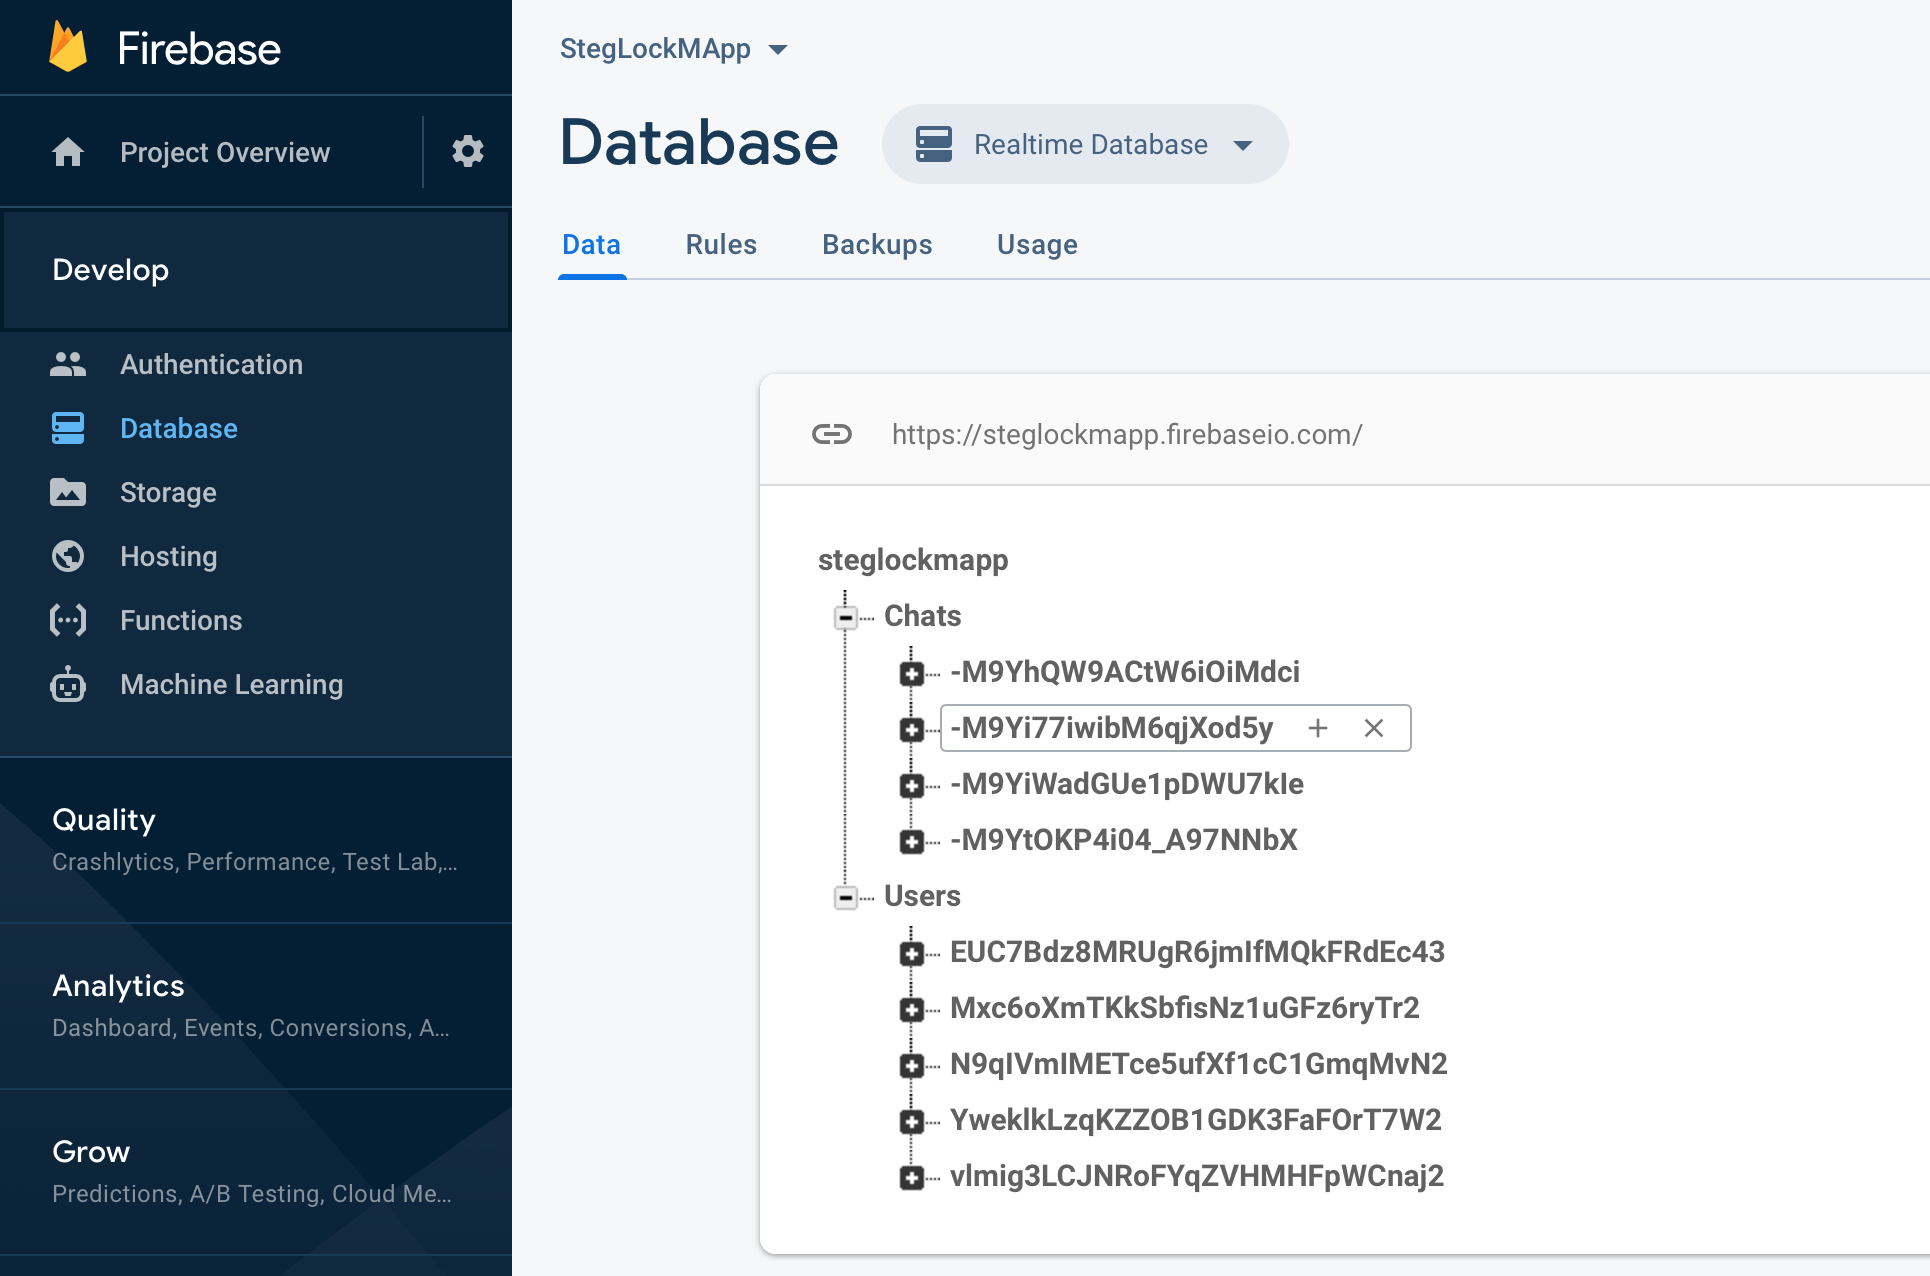 Firebase
Project Overview
Develop
Authentication
Database
Storage
Hosting
Functions
Machine Learning
Quality
Crashlytics, Performance, Test Lab,...
Analytics
Dashboard, Events, Conversions, A...
Grow
Predictions, A/B Testing, Cloud Me...
StegLockMApp
Database
Realtime Database
Data Rules Backups Usage
https://steglockmapp.firebaseio.com/
steglockmapp
Chats
-M9YhQW9ACtW6iOiMdci
-M9Yi77iwibM6qjXod5y
-M9YiWadGUe1pDWU7kIe
-M9YtOKP4i04_A97NNbX
Users
EUC7Bdz8MRUgR6jmIfMQkFRdEc43
Mxc6oXmTKkSbfisNz1uGFz6ryTr2
N9qIVmIMETce5ufXf1cC1GmqMvN2
YweklkLzqKZZOB1GDK3FaFOrT7W2
vlmig3LCJNRoFYqZVHMHFpWCnaj2